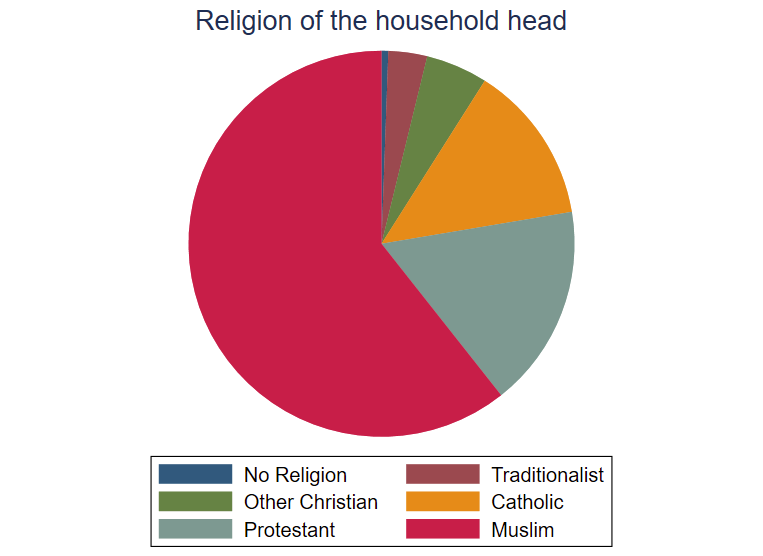 Religion of the household head
No Religion
Traditionalist
Other Christian
Catholic
Protestant
Muslim